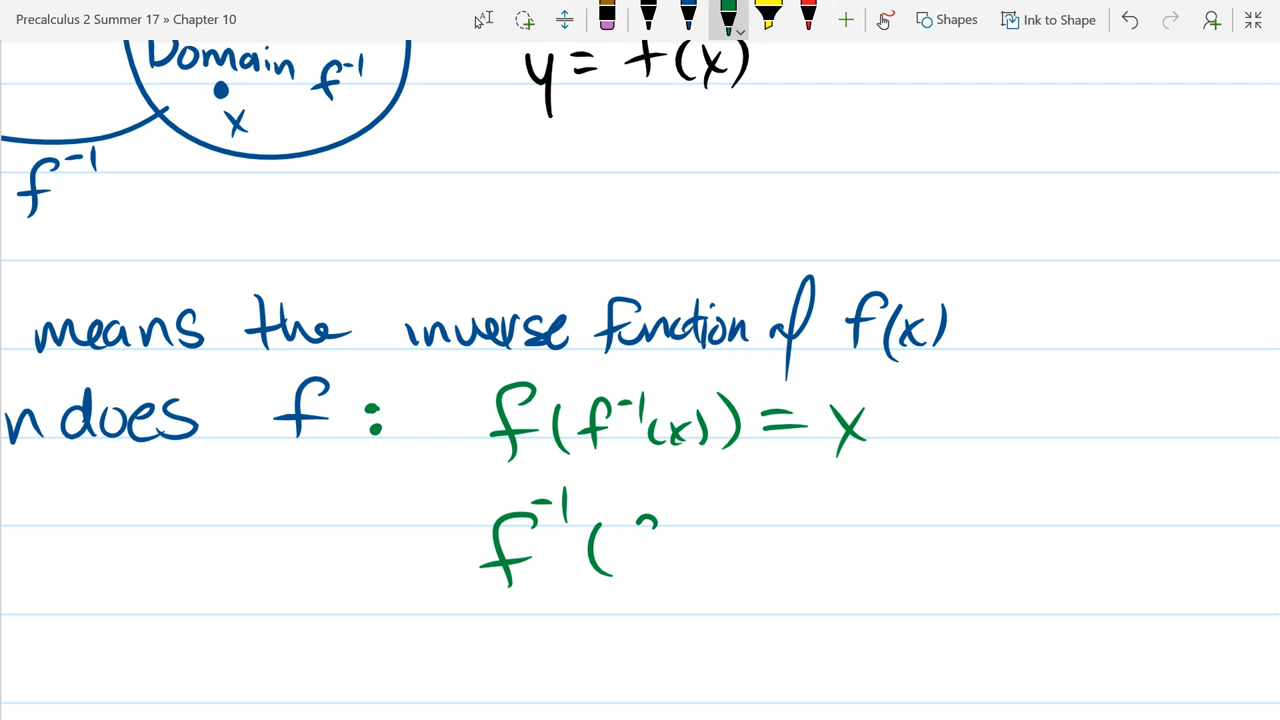 Precalculus 2 Summer 17 » Chapter 10
Shapes
Ink to Shape
Domain f⁻¹
x
y = f(x)
f⁻¹
means the inverse function of f(x)
ndoes f : f(f⁻¹(x)) = x
f⁻¹(